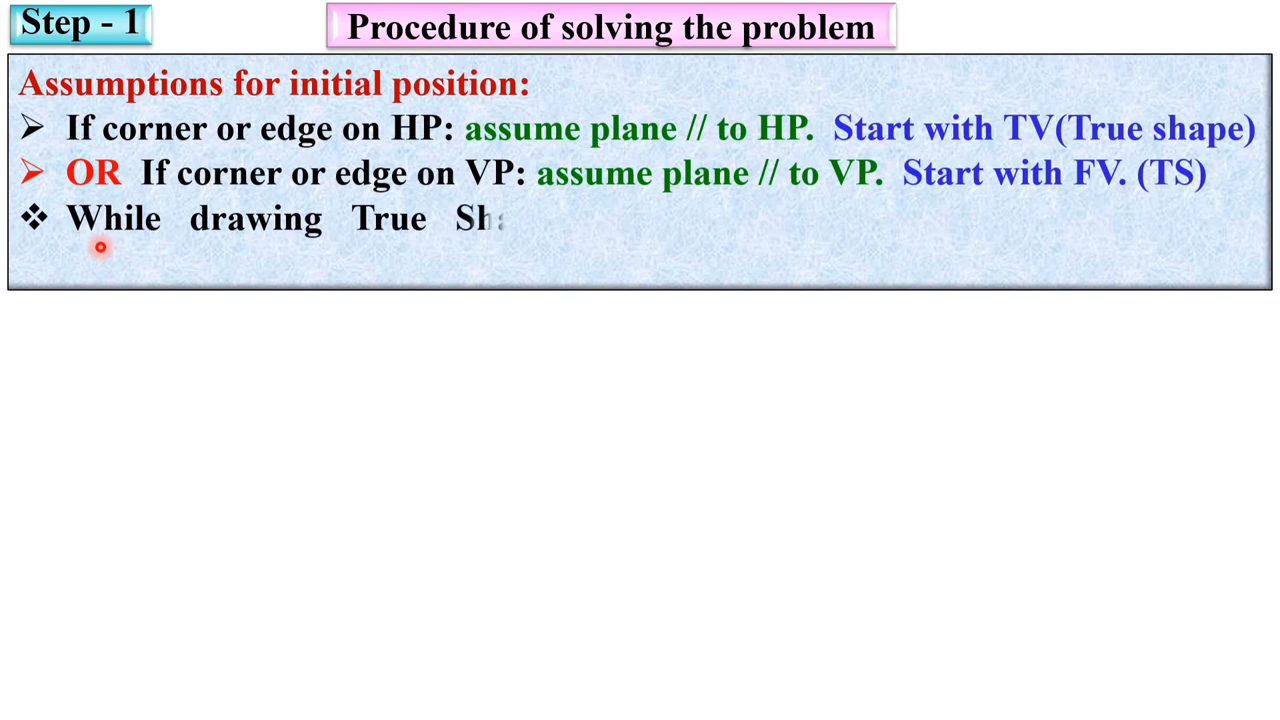 Step - 1
Procedure of solving the problem
Assumptions for initial position:
➢ If corner or edge on HP: assume plane // to HP. Start with TV(True shape)
➢ OR If corner or edge on VP: assume plane // to VP. Start with FV. (TS)
❖ While drawing True